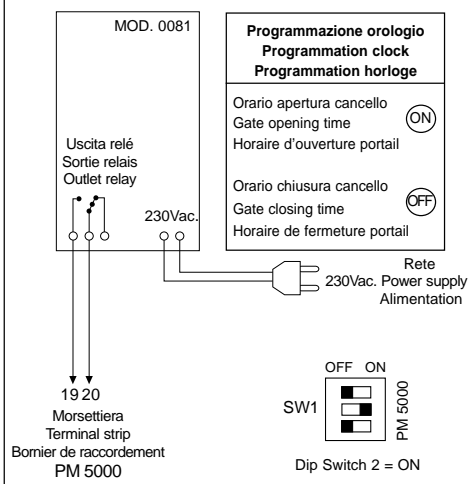 MOD. 0081
Uscita relé
Sortie relais
Outlet relay
230Vac.
Programmazione orologio
Programmation clock
Programmation horloge
Orario apertura cancello
Gate opening time
Horaire d'ouverture portail
ON
Orario chiusura cancello
Gate closing time
Horaire de fermeture portail
OFF
Rete
230Vac. Power supply
Alimentation
19 20
Morsettiera
Terminal strip
Bornier de raccordement
PM 5000
OFF ON
SW1
PM 5000
Dip Switch 2 = ON